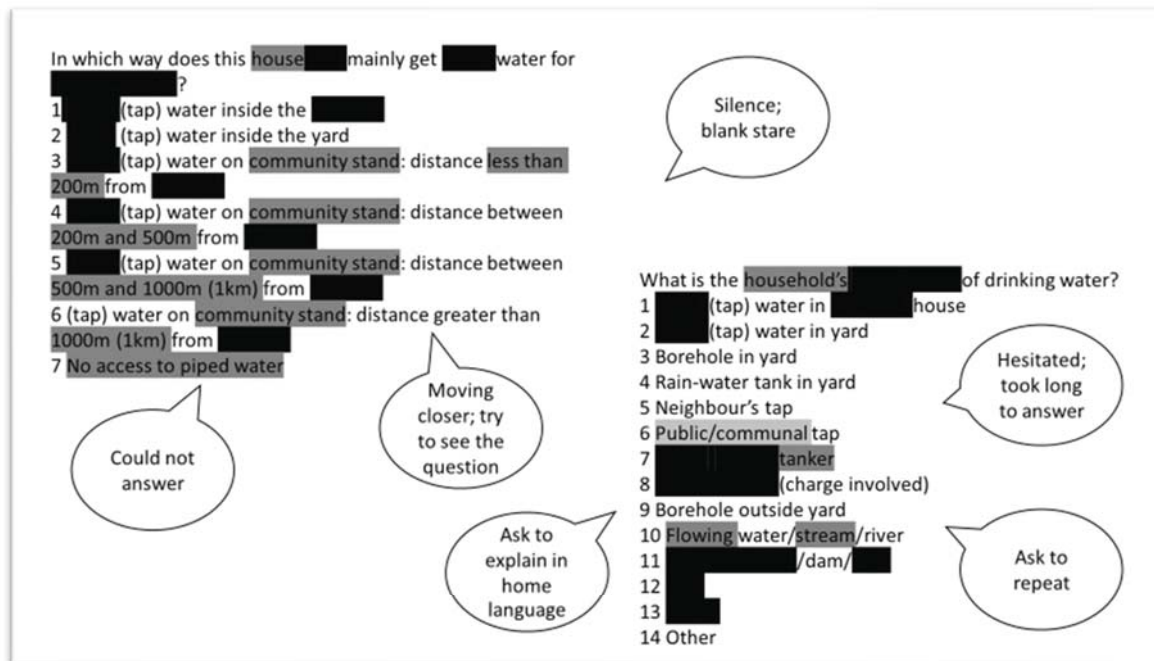 In which way does this house mainly get water for
?
1 (tap) water inside the
2 (tap) water inside the yard
3 (tap) water on community stand: distance less than
200m from
4 (tap) water on community stand: distance between
200m and 500m from
5 (tap) water on community stand: distance between
500m and 1000m (1km) from
6 (tap) water on community stand: distance greater than
1000m (1km) from
7 No access to piped water
Silence;
blank stare
Could not
answer
Moving
closer; try
to see the
question
What is the household's of drinking water?
1 (tap) water in house
2 (tap) water in yard
3 Borehole in yard
4 Rain-water tank in yard
5 Neighbour's tap
6 Public/communal tap
7 tanker
8 (charge involved)
9 Borehole outside yard
10 Flowing water/stream/river
11 /dam/
12
13
14 Other
Hesitated;
took long
to answer
Ask to
explain in
home
language
Ask to
repeat